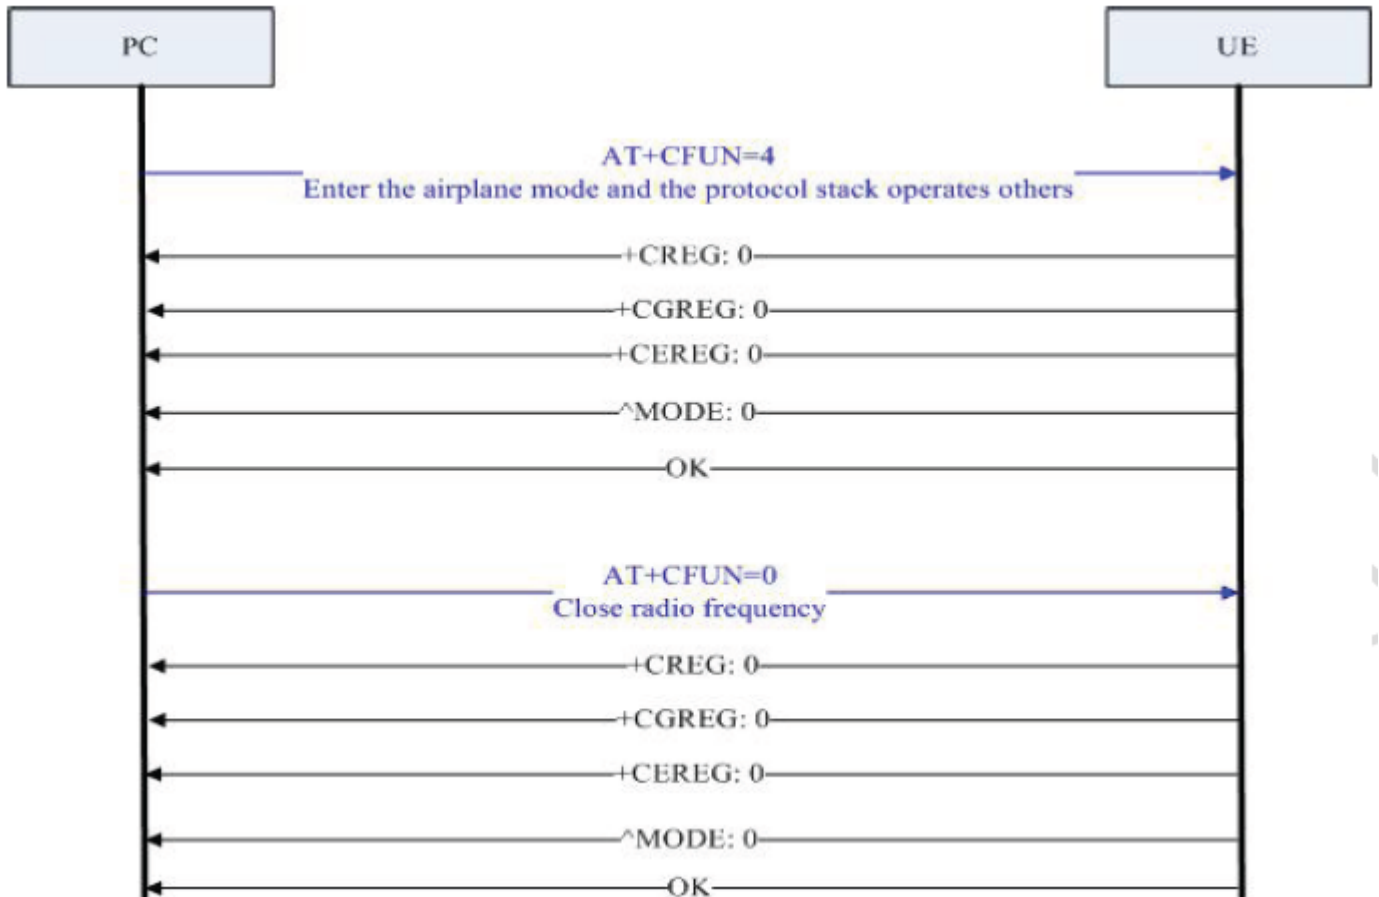 PC
UE
AT+CFUN=4
Enter the airplane mode and the protocol stack operates others
+CREG: 0
+CGREG: 0
+CEREG: 0
^MODE: 0
OK
AT+CFUN=0
Close radio frequency
+CREG: 0
+CGREG: 0
+CEREG: 0
^MODE: 0
OK